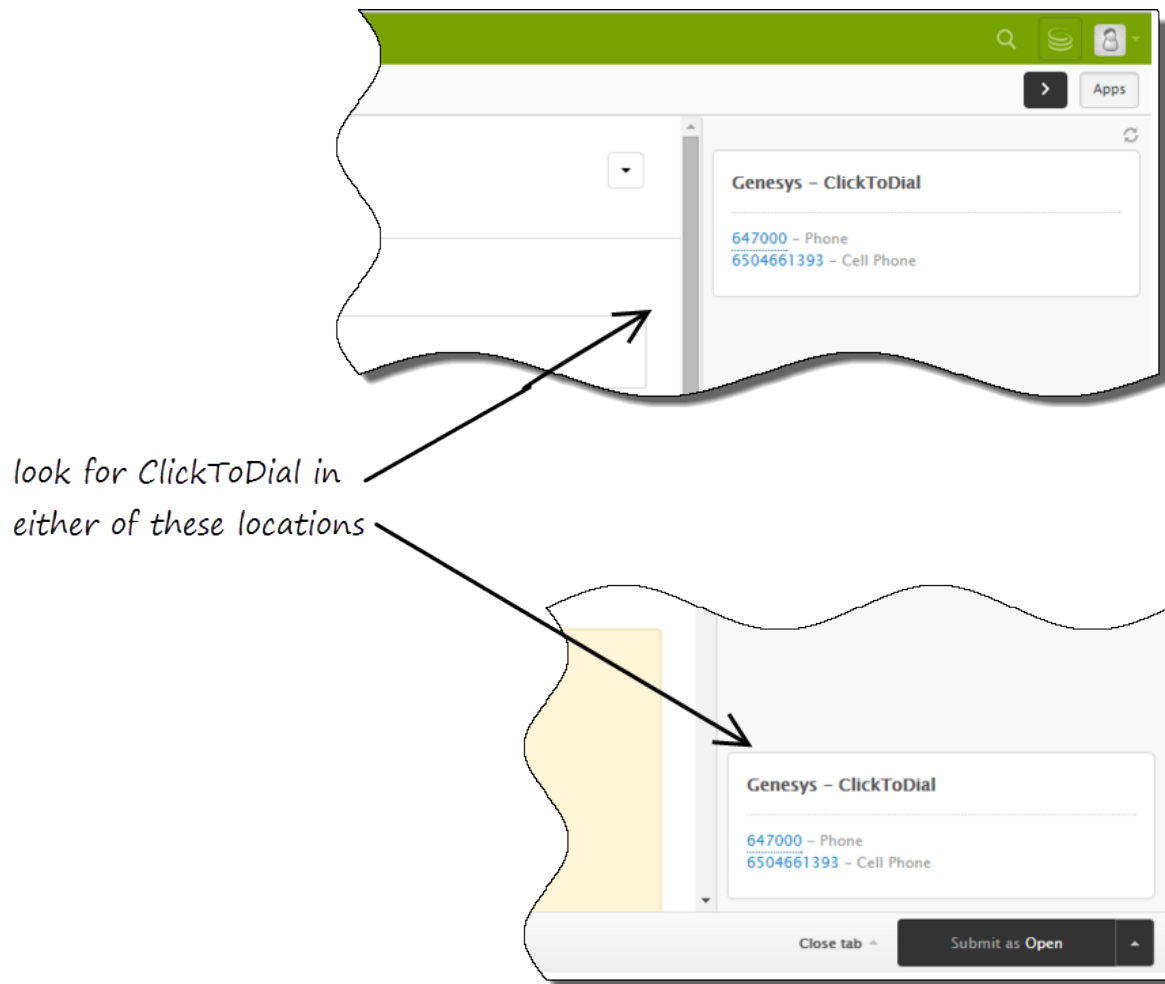 Apps
Genesys – ClickToDial
647000 – Phone
6504661393 – Cell Phone
look for ClickToDial in
either of these locations
Genesys – ClickToDial
647000 – Phone
6504661393 – Cell Phone
Close tab
Submit as Open